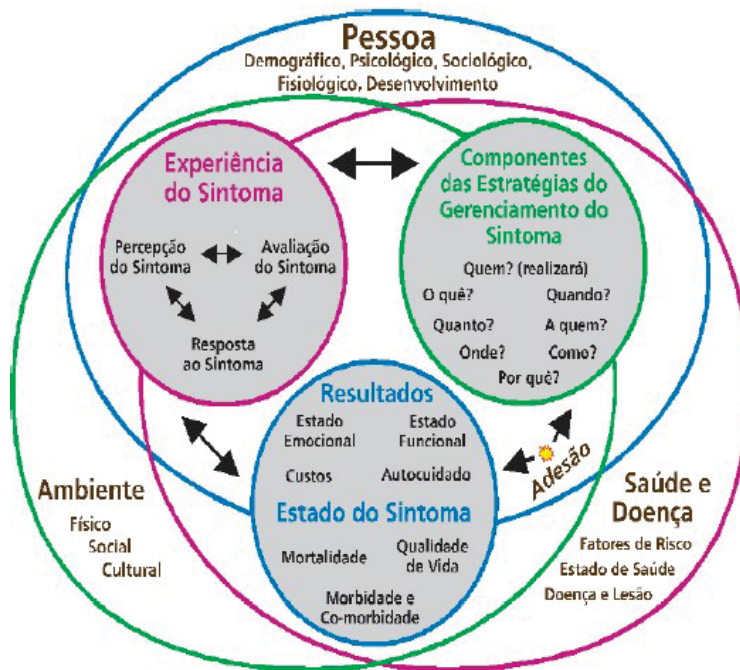 Pessoa
Demográfico, Psicológico, Sociológico,
Fisiológico, Desenvolvimento
Experiência
do Sintoma
Percepção
do Sintoma
Avaliação
do Sintoma
Resposta
ao Sintoma
Componentes
das Estratégias do
Gerenciamento do
Sintoma
Quem? (realizará)
O quê? Quando?
Quanto? A quem?
Onde? Como?
Por quê?
Resultados
Estado
Emocional
Estado
Funcional
Custos Autocuidado
Estado do Sintoma
Mortalidade
Qualidade
de Vida
Morbidade e
Co-morbidade
Adesão
Ambiente
Físico
Social
Cultural
Saúde e
Doença
Fatores de Risco
Estado de Saúde
Doença e Lesão